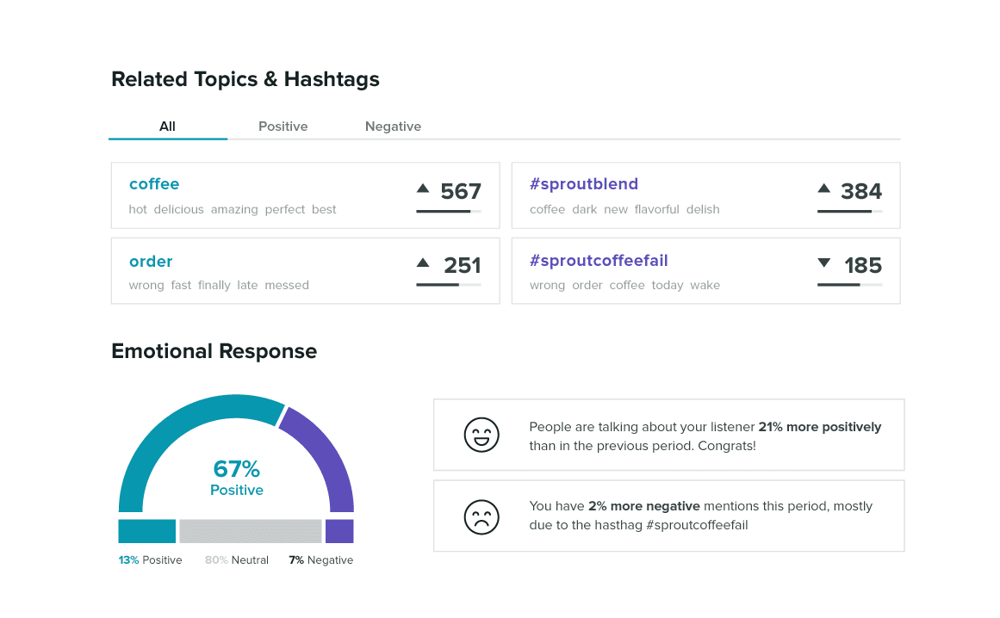 Related Topics & Hashtags
All Positive Negative
coffee
567
hot delicious amazing perfect best
#sproutblend
384
coffee dark new flavorful delish
order
251
wrong fast finally late messed
#sproutcoffeefail
185
wrong order coffee today wake
Emotional Response
67%
Positive
13% Positive 80% Neutral 7% Negative
People are talking about your listener 21% more positively
than in the previous period. Congrats!
You have 2% more negative mentions this period, mostly
due to the hasthag #sproutcoffeefail